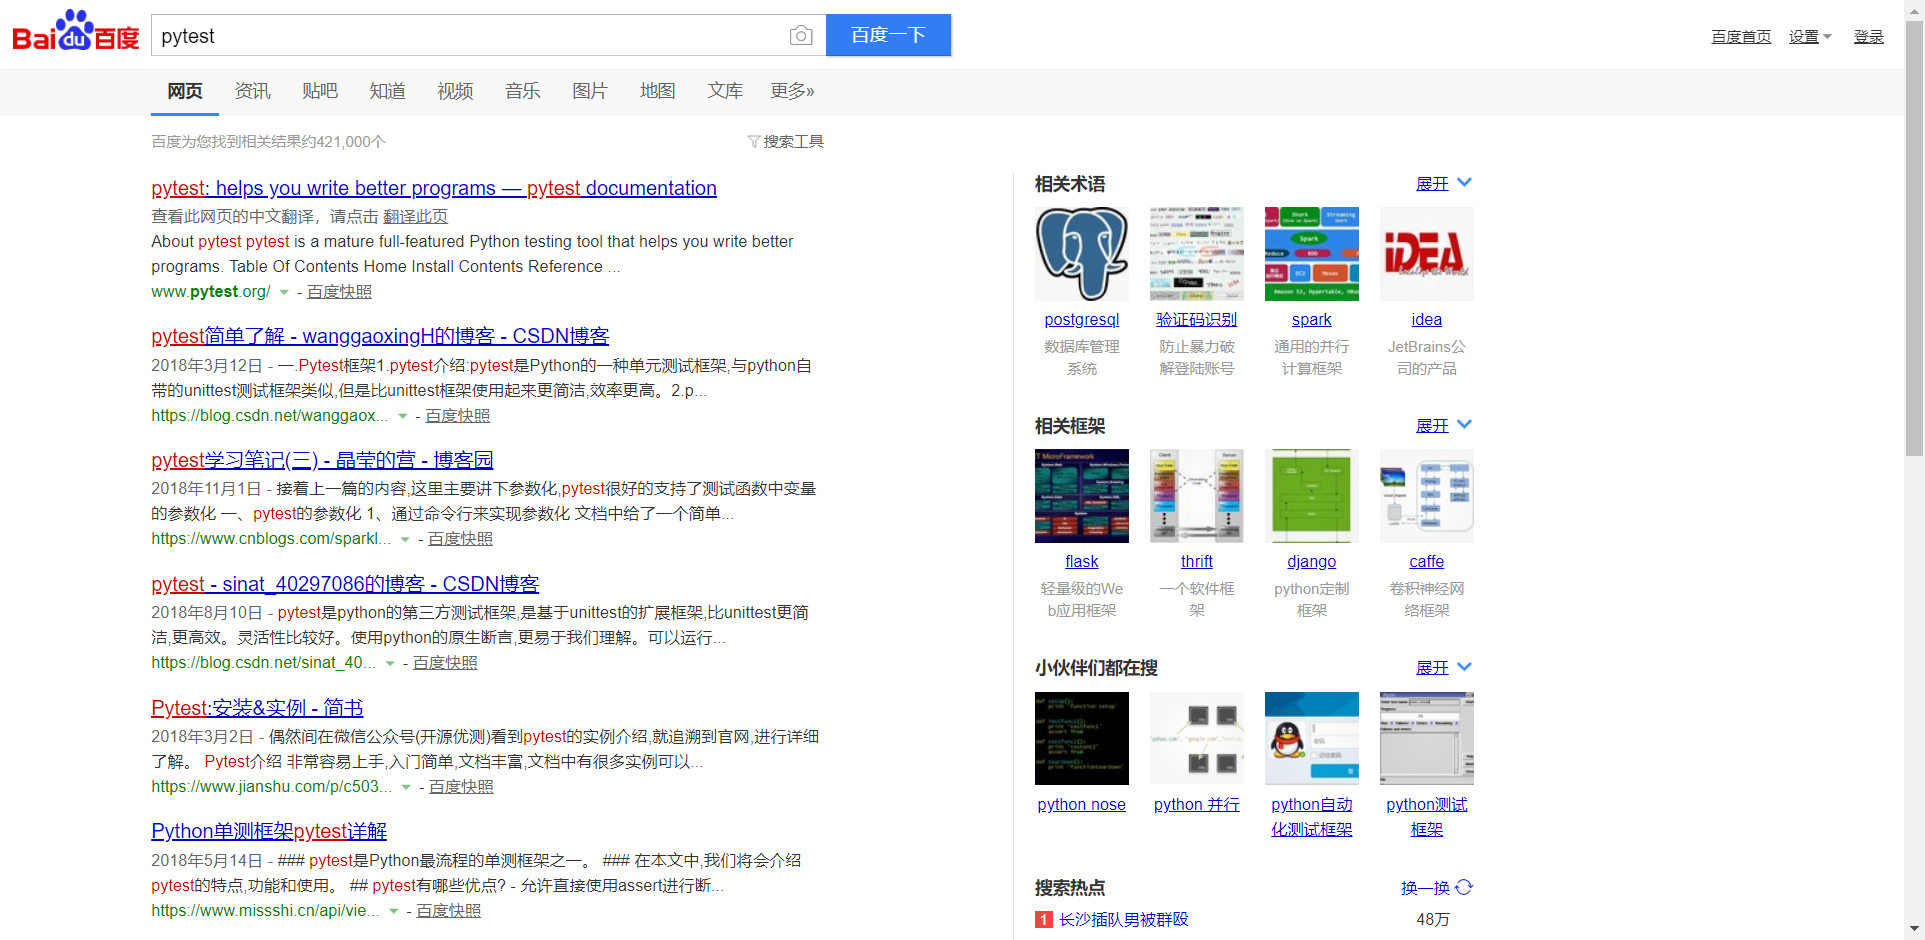 Bai du 百度
pytest
百度一下
百度首页 设置 登录
网页 资讯 贴吧 知道 视频 音乐 图片 地图 文库 更多»
百度为您找到相关结果约421,000个
搜索工具
pytest: helps you write better programs — pytest documentation
查看此网页的中文翻译，请点击 翻译此页
About pytest pytest is a mature full-featured Python testing tool that helps you write better
programs. Table Of Contents Home Install Contents Reference ...
www.pytest.org/ - 百度快照
pytest简单了解 - wanggaoxingH的博客 - CSDN博客
2018年3月12日 - 一.Pytest框架1.pytest介绍:pytest是Python的一种单元测试框架,与python自
带的unittest测试框架类似,但是比unittest框架使用起来更简洁,效率更高。2.p...
https://blog.csdn.net/wanggaox... - 百度快照
pytest学习笔记(三) - 晶莹的营 - 博客园
2018年11月1日 - 接着上一篇的内容,这里主要讲下参数化,pytest很好的支持了测试函数中变量
的参数化 一、pytest的参数化 1、通过命令行来实现参数化 文档中给了一个简单...
https://www.cnblogs.com/sparkl... - 百度快照
pytest - sinat_40297086的博客 - CSDN博客
2018年8月10日 - pytest是python的第三方测试框架,是基于unittest的扩展框架,比unittest更简
洁,更高效。灵活性比较好。使用python的原生断言,更易于我们理解。可以运行...
https://blog.csdn.net/sinat_40... - 百度快照
Pytest:安装&实例 - 简书
2018年3月2日 - 偶然间在微信公众号(开源优测)看到pytest的实例介绍,就追溯到官网,进行详细
了解。 Pytest介绍 非常容易上手,入门简单,文档丰富,文档中有很多实例可以...
https://www.jianshu.com/p/c503... - 百度快照
Python单测框架pytest详解
2018年5月14日 - ### pytest是Python最流程的单测框架之一。 ### 在本文中,我们将会介绍
pytest的特点,功能和使用。 ## pytest有哪些优点? - 允许直接使用assert进行断...
https://www.missshi.cn/api/vie... - 百度快照
相关术语 展开
Shark
Streaming
Spark
EC2
Mesos
IDEA
postgresql 验证码识别 spark idea
数据库管理 防止暴力破 通用的并行 JetBrains公
系统 解登陆账号 计算框架 司的产品
相关框架 展开
MicroFramework
Client
Server
flask thrift django caffe
轻量级的We 一个软件框 python定制 卷积神经网
b应用框架 架 框架 络框架
小伙伴们都在搜 展开
def setup():
print "function setup"
python nose python 并行 python自动 python测试
化测试框架 框架
搜索热点 换一换
1 长沙插队男被群殴 48万